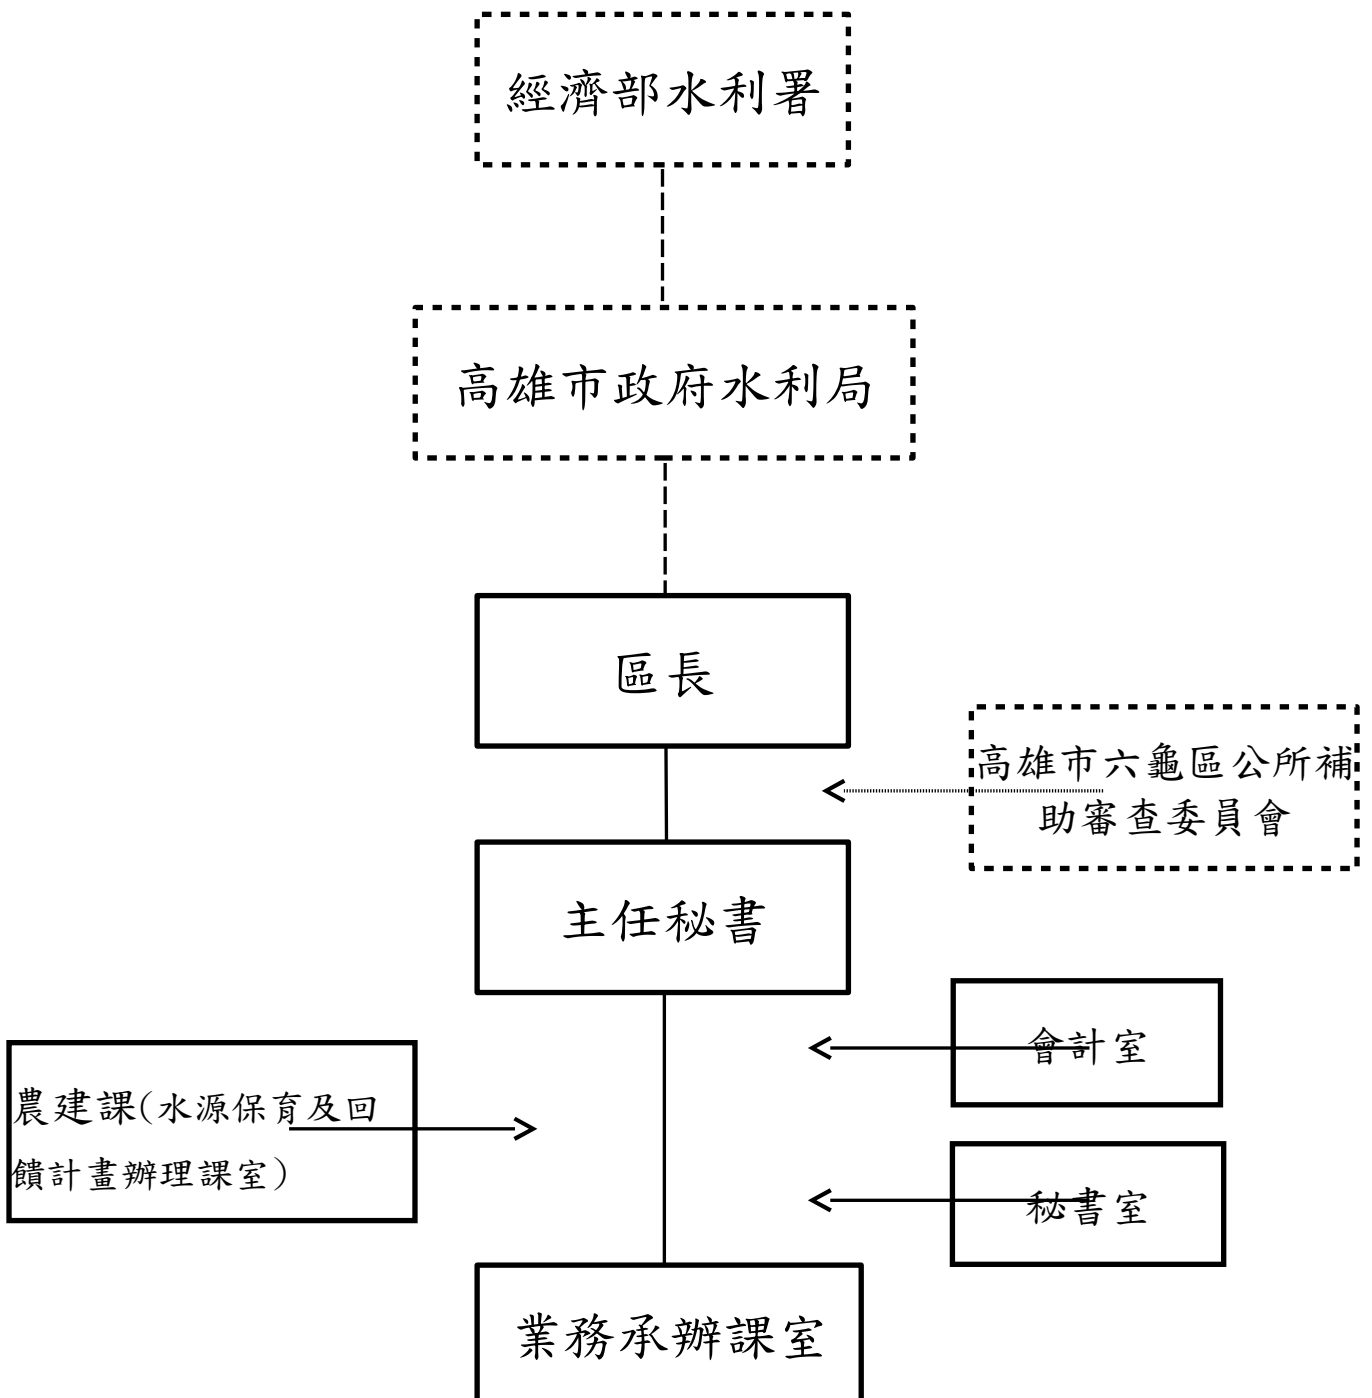 經濟部水利署
高雄市政府水利局
區長
高雄市六龜區公所補
助審查委員會
主任秘書
會計室
農建課(水源保育及回
饋計畫辦理課室)
秘書室
業務承辦課室